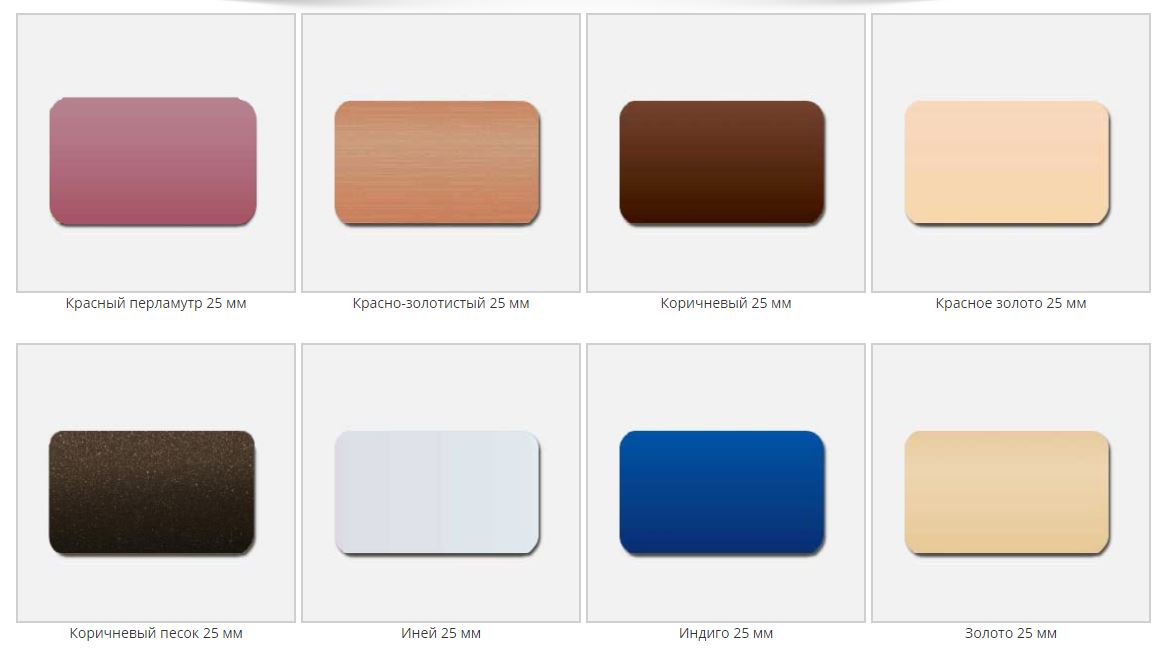 Красный перламутр 25 мм
Красно-золотистый 25 мм
Коричневый 25 мм
Красное золото 25 мм
Коричневый песок 25 мм
Иней 25 мм
Индиго 25 мм
Золото 25 мм